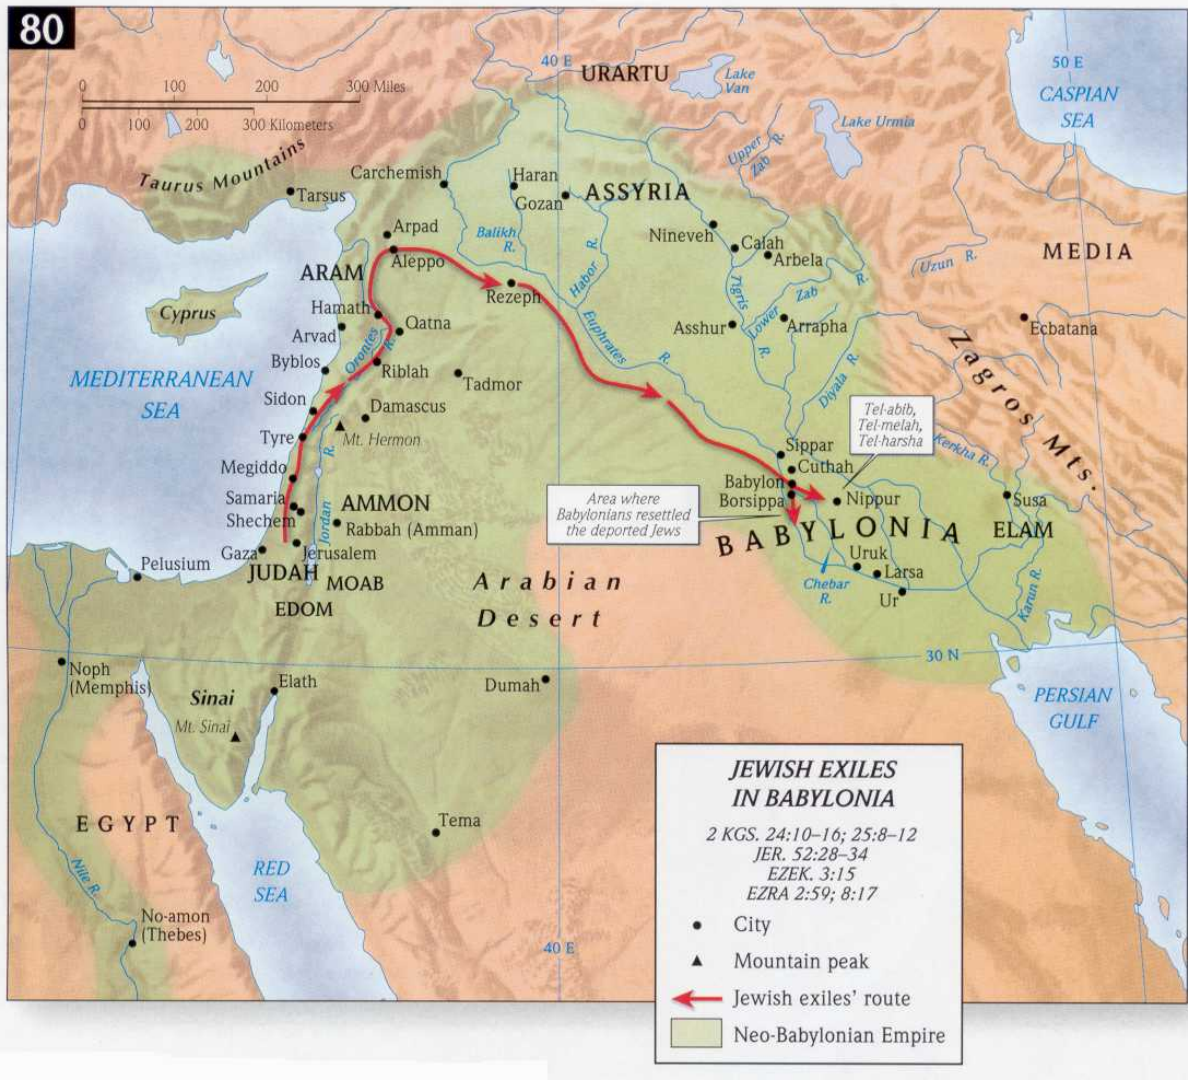 80
0 100 200 300 Miles
0 100 200 300 Kilometers
40 E
URARTU
Lake
Van
50 E
CASPIAN
SEA
Lake Urmia
Upper
Zab R.
Taurus Mountains
Tarsus
Carchemish
Haran
Gozan
ASSYRIA
Arpad
Aleppo
Balikh
R.
Habor R.
Nineveh
Calah
Arbela
Uzun R.
MEDIA
ARAM
Rezeph
Tigris
R.
Lower Zab R.
Cyprus
Hamath
Arvad
Qatna
Orontes
R.
Euphrates R.
Asshur
Arrapha
Ecbatana
Byblos
Riblah
Tadmor
Diyala R.
Zagros Mts.
MEDITERRANEAN
SEA
Sidon
Damascus
Tyre
Mt. Hermon
Tel-abib,
Tel-melah,
Tel-harsha
Kerkha R.
Megiddo
Jordan R.
Sippar
Cuthah
Babylon
Borsippa
Nippur
Susa
Samaria
Shechem
AMMON
Rabbah (Amman)
Area where
Babylonians resettled
the deported Jews
BABYLONIA
ELAM
Pelusium
Gaza
Jerusalem
JUDAH
MOAB
EDOM
Arabian
Desert
Chebar
R.
Uruk
Larsa
Ur
Karun R.
30 N
Noph
(Memphis)
Sinai
Mt. Sinai
Elath
Dumah
PERSIAN
GULF
EGYPT
Nile R.
Tema
RED
SEA
No-amon
(Thebes)
40 E
JEWISH EXILES
IN BABYLONIA
2 KGS. 24:10–16; 25:8–12
JER. 52:28–34
EZEK. 3:15
EZRA 2:59; 8:17
City
Mountain peak
Jewish exiles' route
Neo-Babylonian Empire